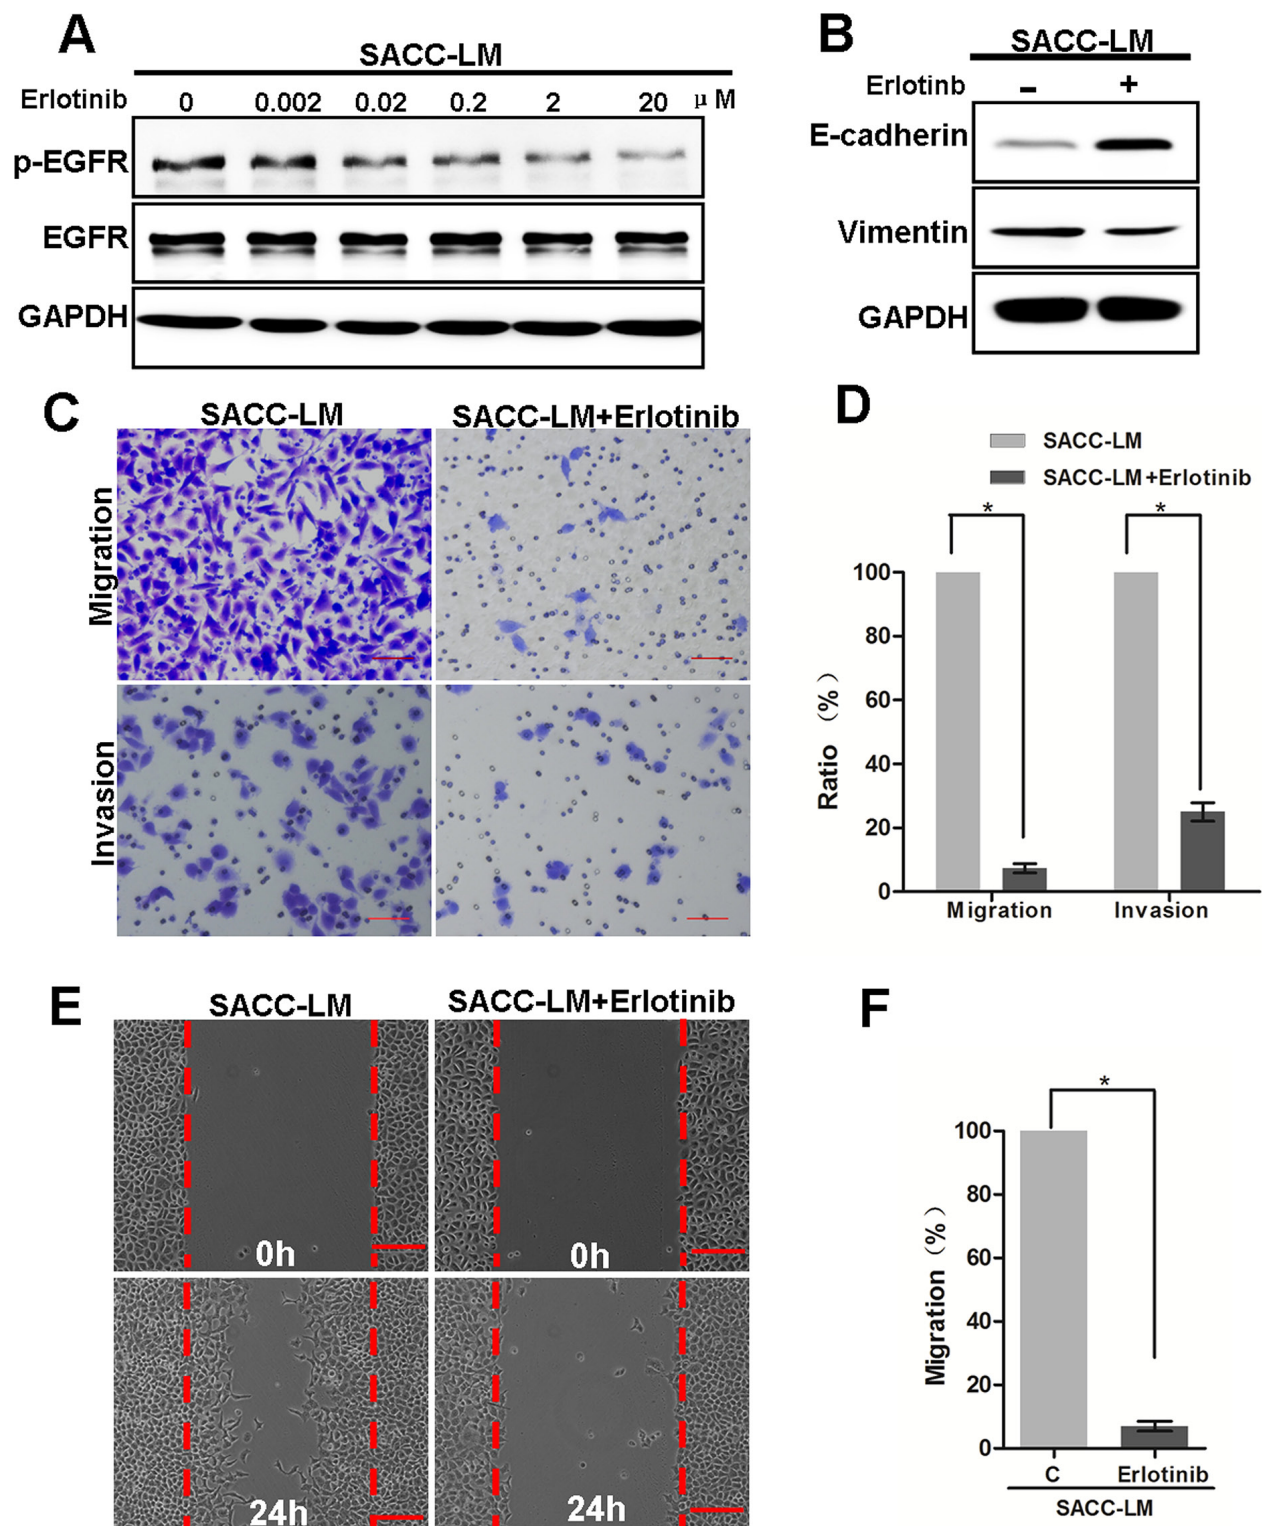 A
SACC-LM
Erlotinib 0 0.002 0.02 0.2 2 20 μ M
p-EGFR
EGFR
GAPDH
B
SACC-LM
Erlotinb - +
E-cadherin
Vimentin
GAPDH
C
SACC-LM SACC-LM+Erlotinib
Migration
Invasion
D
SACC-LM
SACC-LM+Erlotinib
* *
100
80
60
40
20
0
Ratio (%)
Migration Invasion
E
SACC-LM SACC-LM+Erlotinib
0h 0h
24h 24h
F
*
100
80
60
40
20
0
Migration (%)
C Erlotinib
SACC-LM